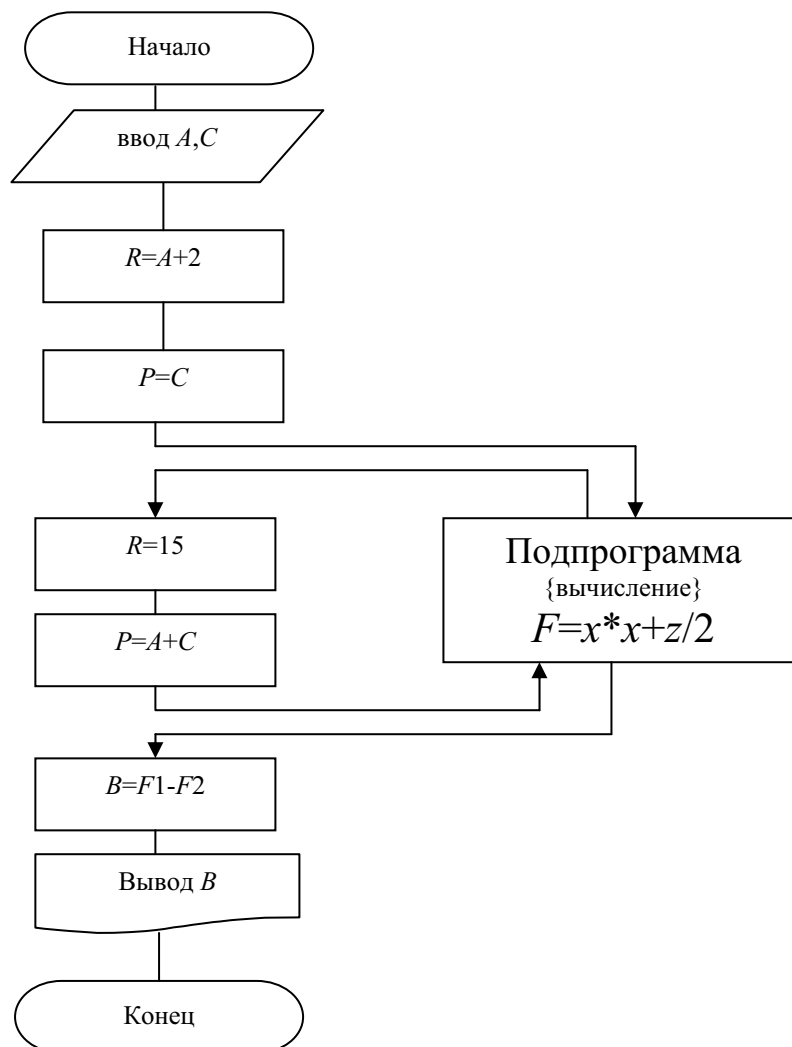 Начало
ввод A,C
R=A+2
P=C
R=15
P=A+C
Подпрограмма
{вычисление}
F=x*x+z/2
B=F1-F2
Вывод B
Конец